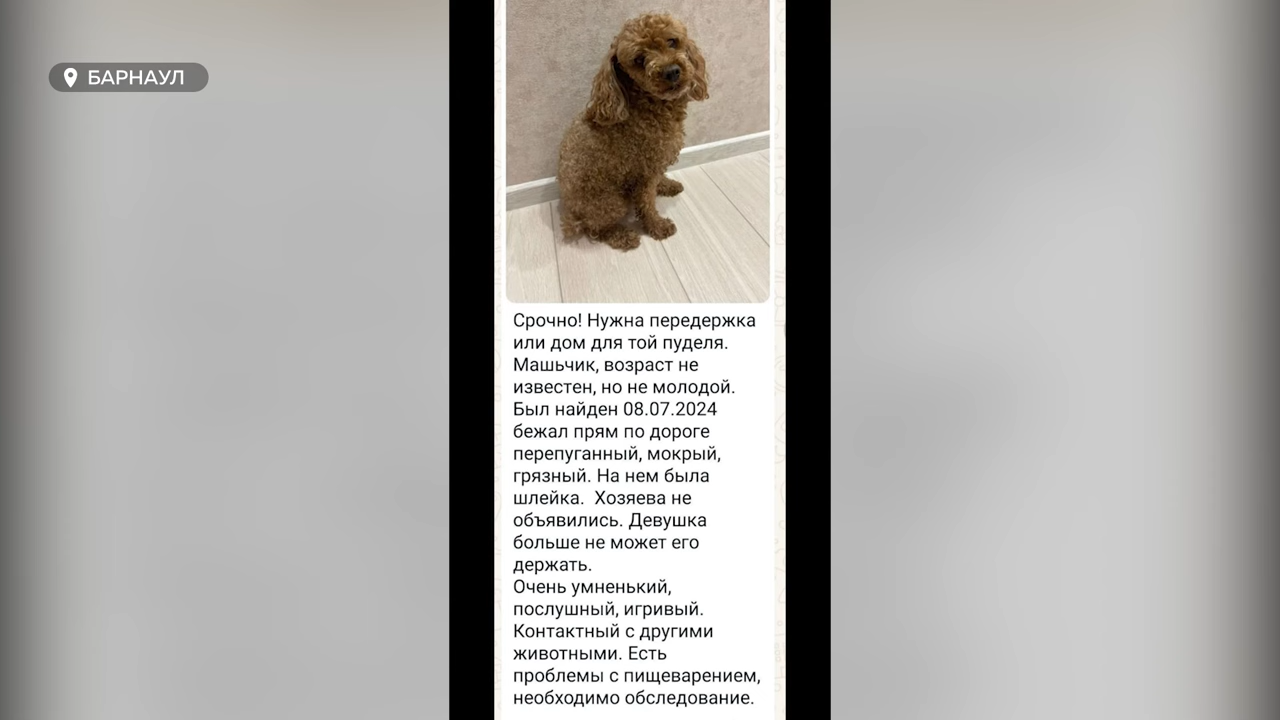 БАРНАУЛ
Срочно! Нужна передержка
или дом для той пуделя.
Машьчик, возраст не
известен, но не молодой.
Был найден 08.07.2024
бежал прям по дороге
перепуганный, мокрый,
грязный. На нем была
шлейка. Хозяева не
объявились. Девушка
больше не может его
держать.
Очень умненький,
послушный, игривый.
Контактный с другими
животными. Есть
проблемы с пищеварением,
необходимо обследование.